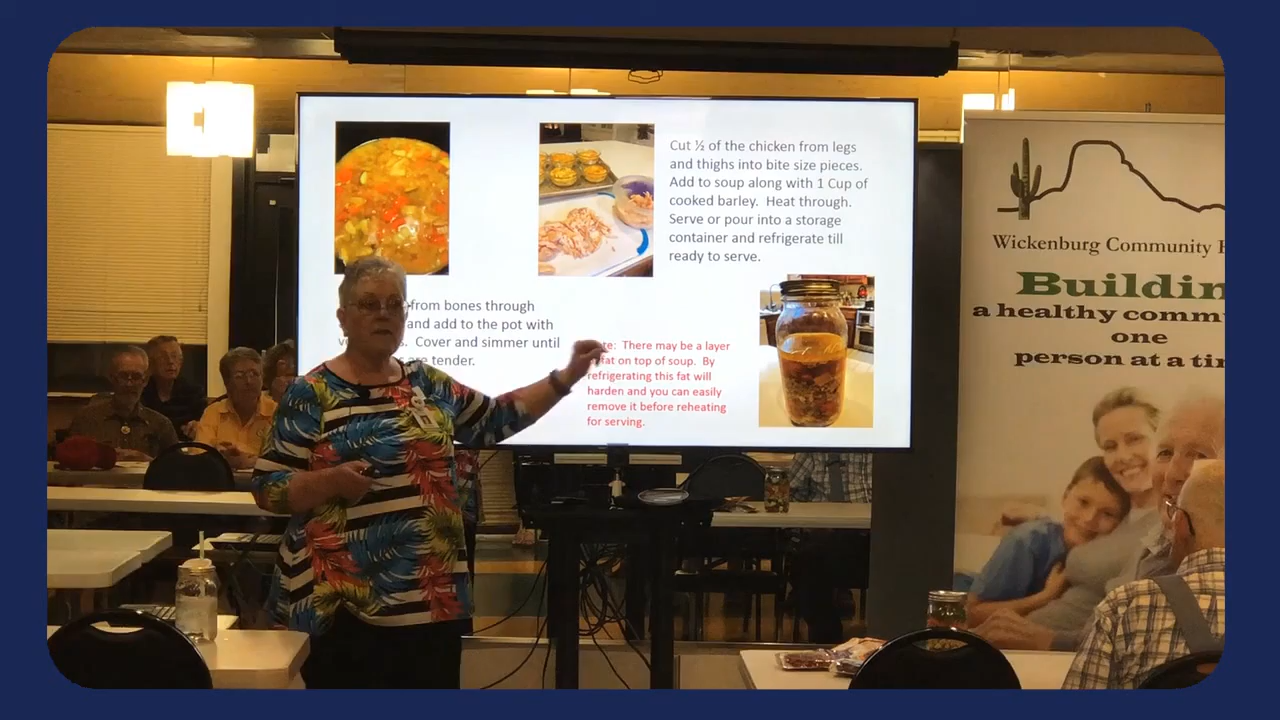 Cut ½ of the chicken from legs
and thighs into bite size pieces.
Add to soup along with 1 Cup of
cooked barley. Heat through.
Serve or pour into a storage
container and refrigerate till
ready to serve.
from bones through
and add to the pot with
Cover and simmer until
are tender.
There may be a layer
fat on top of soup. By
refrigerating this fat will
harden and you can easily
remove it before reheating
for serving.
Wickenburg Community
Buildin
a healthy commu
one
person at a tim